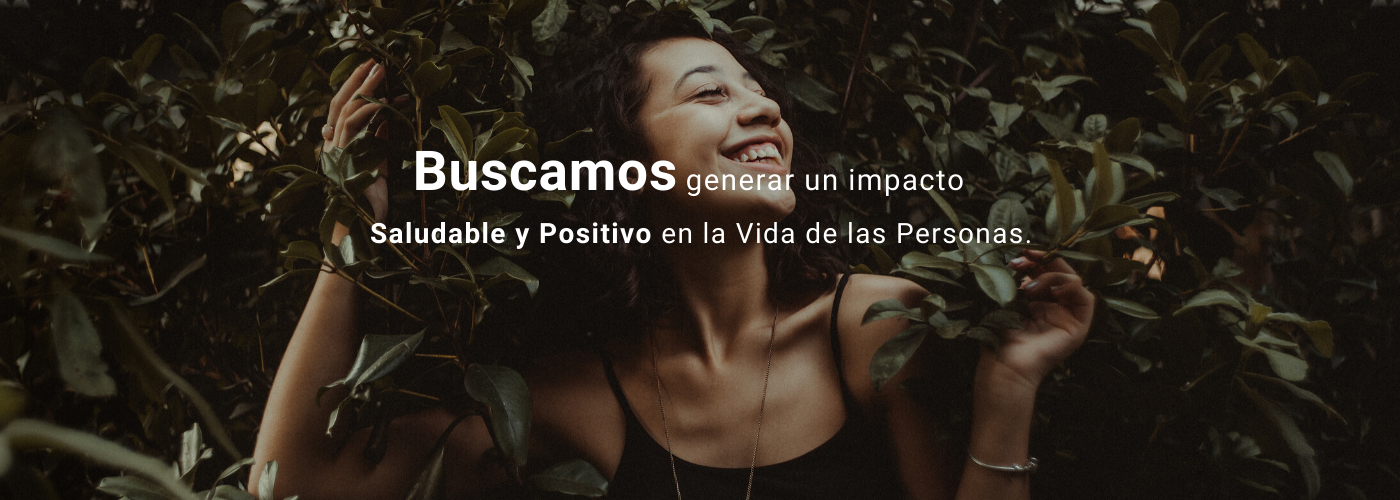 Buscamos generar un impacto
Saludable y Positivo en la Vida de las Personas.